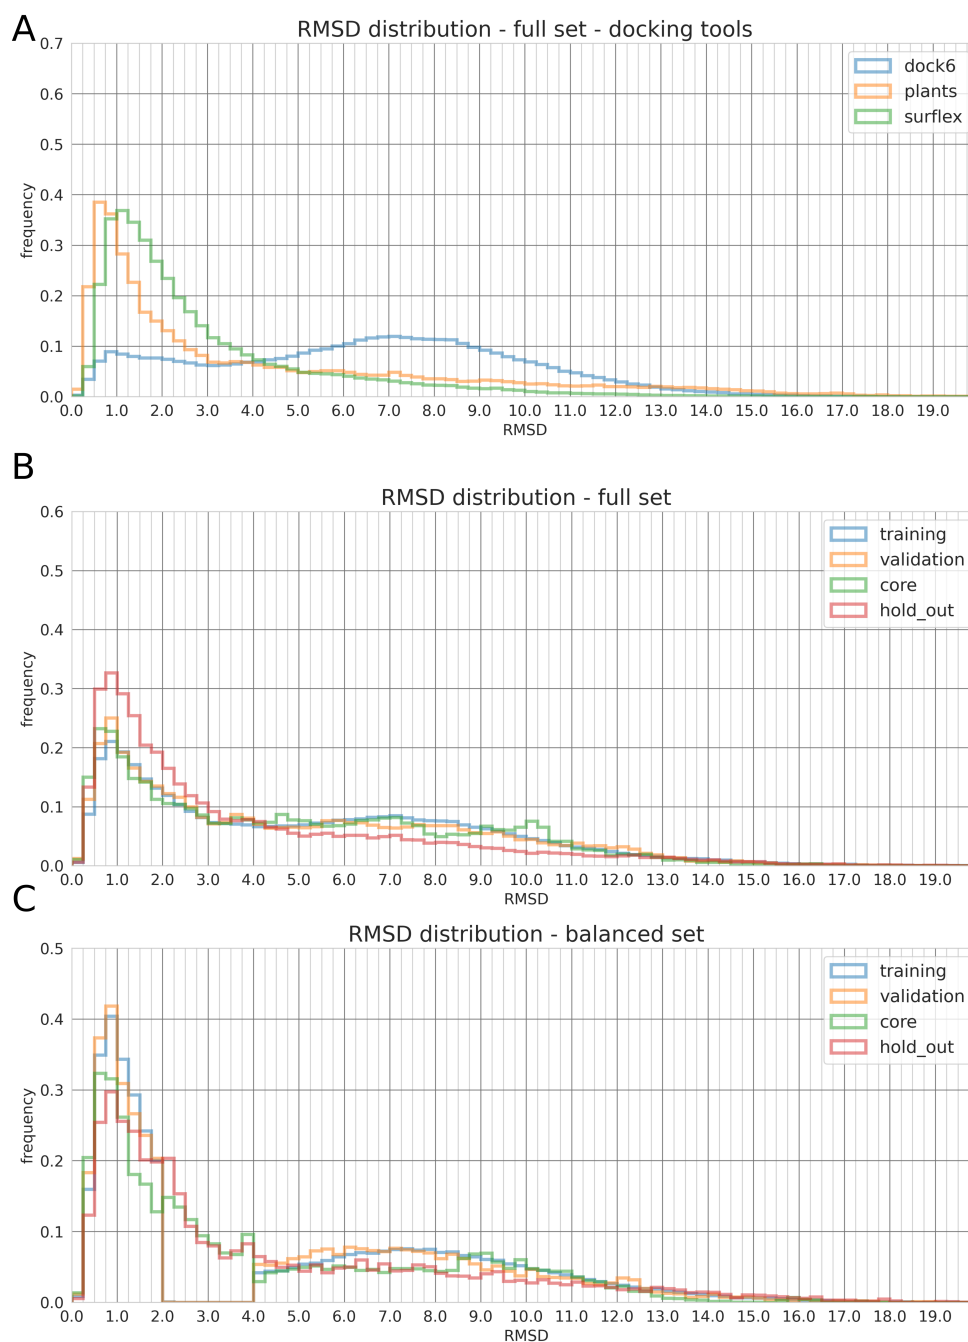 A
RMSD distribution - full set - docking tools
dock6
plants
surflex
frequency
0.7
0.6
0.5
0.4
0.3
0.2
0.1
0.0
0.0 1.0 2.0 3.0 4.0 5.0 6.0 7.0 8.0 9.0 10.0 11.0 12.0 13.0 14.0 15.0 16.0 17.0 18.0 19.0
RMSD
B
RMSD distribution - full set
training
validation
core
hold_out
frequency
0.6
0.5
0.4
0.3
0.2
0.1
0.0
0.0 1.0 2.0 3.0 4.0 5.0 6.0 7.0 8.0 9.0 10.0 11.0 12.0 13.0 14.0 15.0 16.0 17.0 18.0 19.0
RMSD
C
RMSD distribution - balanced set
training
validation
core
hold_out
frequency
0.5
0.4
0.3
0.2
0.1
0.0
0.0 1.0 2.0 3.0 4.0 5.0 6.0 7.0 8.0 9.0 10.0 11.0 12.0 13.0 14.0 15.0 16.0 17.0 18.0 19.0
RMSD